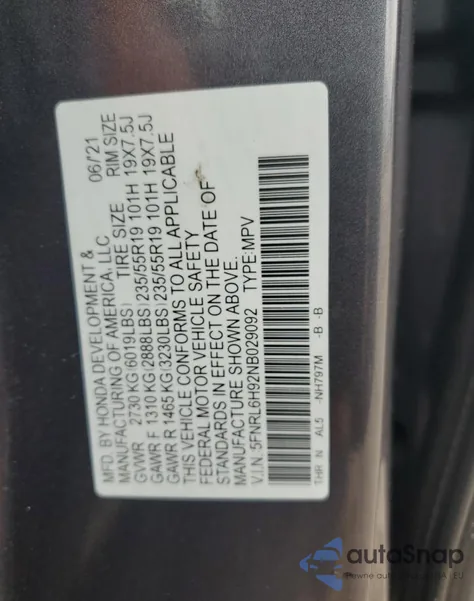 MFD. BY HONDA DEVELOPMENT & 06/'21
MANUFACTURING OF AMERICA, LLC TIRE SIZE RIM SIZE
GVWR 2730 KG(6019LBS)
GAWR F 1310 KG(2888LBS)235/55R19 101H 19X7.5J
GAWR R 1465 KG(3230LBS)235/55R19 101H 19X7.5J
THIS VEHICLE CONFORMS TO ALL APPLICABLE
FEDERAL MOTOR VEHICLE SAFETY
STANDARDS IN EFFECT ON THE DATE OF
MANUFACTURE SHOWN ABOVE.
V.I.N: 5FNRL6H92NB029092 TYPE:MPV
THR N AL5 -NH797M -B -B
autoSnap